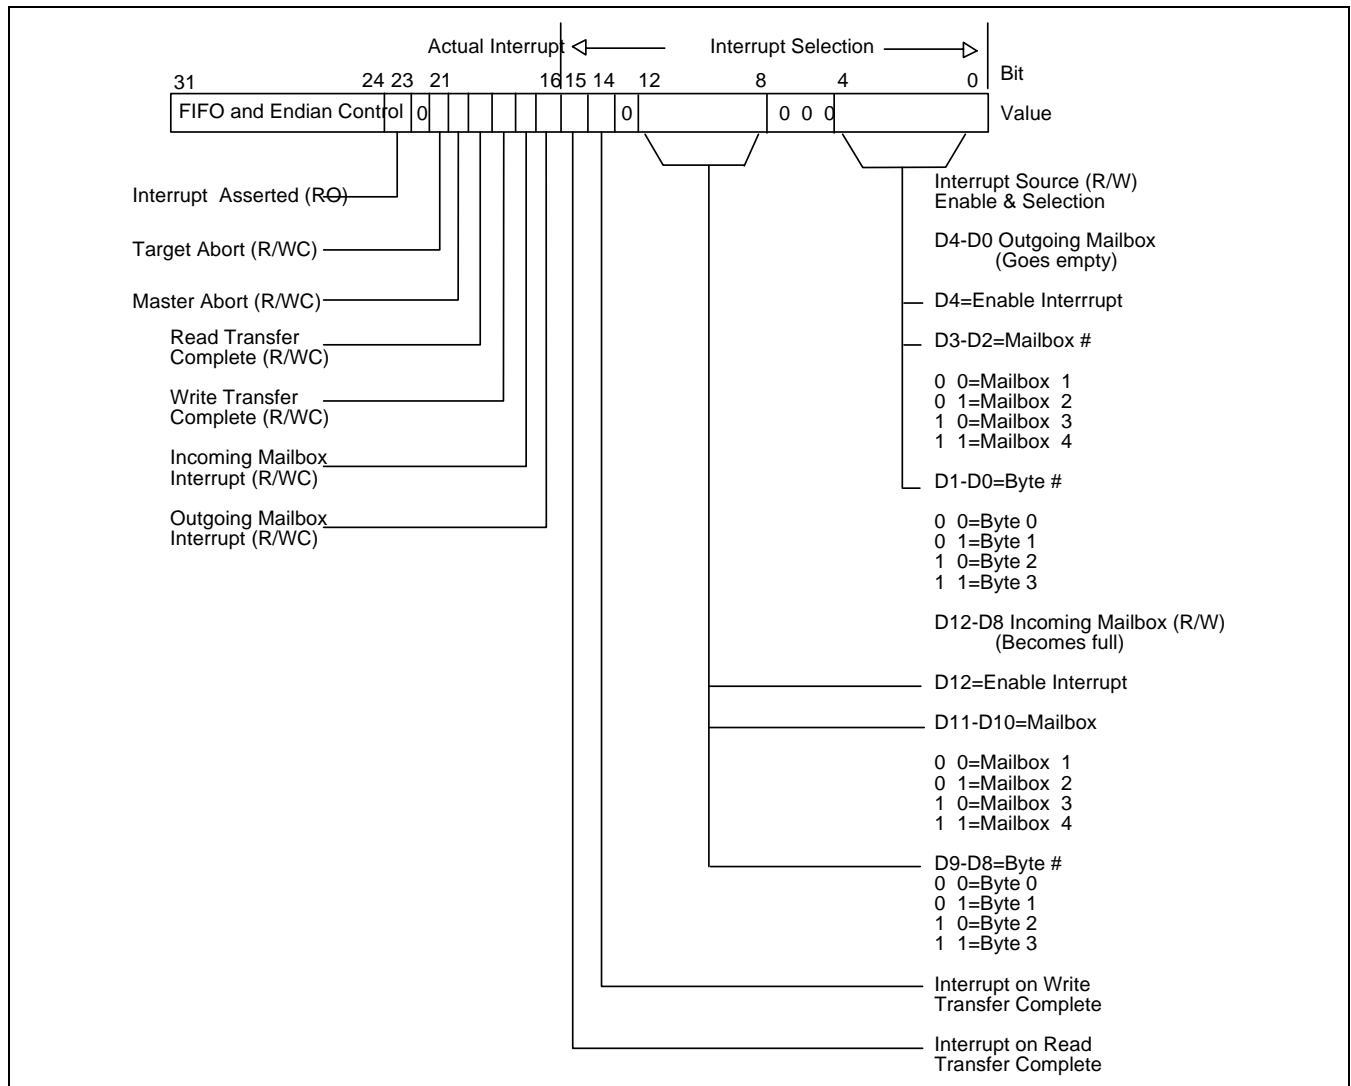 Actual Interrupt Interrupt Selection
31 24 23 21 16 15 14 12 8 4 0 Bit
FIFO and Endian Control 0 0 0 0 0 Value
Interrupt Asserted (RO)
Target Abort (R/WC)
Master Abort (R/WC)
Read Transfer
Complete (R/WC)
Write Transfer
Complete (R/WC)
Incoming Mailbox
Interrupt (R/WC)
Outgoing Mailbox
Interrupt (R/WC)
Interrupt Source (R/W)
Enable & Selection
D4-D0 Outgoing Mailbox
(Goes empty)
D4=Enable Interrrupt
D3-D2=Mailbox #
0 0=Mailbox 1
0 1=Mailbox 2
1 0=Mailbox 3
1 1=Mailbox 4
D1-D0=Byte #
0 0=Byte 0
0 1=Byte 1
1 0=Byte 2
1 1=Byte 3
D12-D8 Incoming Mailbox (R/W)
(Becomes full)
D12=Enable Interrupt
D11-D10=Mailbox
0 0=Mailbox 1
0 1=Mailbox 2
1 0=Mailbox 3
1 1=Mailbox 4
D9-D8=Byte #
0 0=Byte 0
0 1=Byte 1
1 0=Byte 2
1 1=Byte 3
Interrupt on Write
Transfer Complete
Interrupt on Read
Transfer Complete